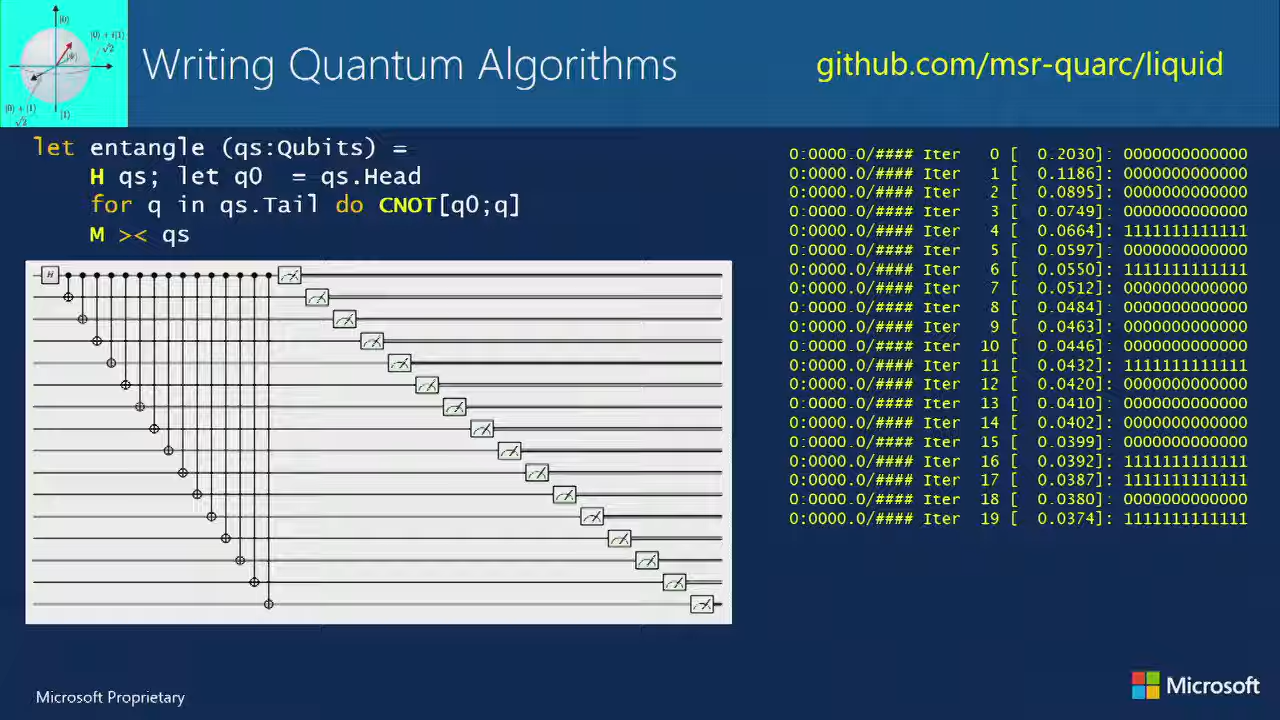 |0⟩
|0⟩ + i|1⟩
√2
|ψ⟩
|0⟩ + |1⟩
√2
|1⟩
Writing Quantum Algorithms
github.com/msr-quarc/liquid
let entangle (qs:Qubits) =
H qs; let q0 = qs.Head
for q in qs.Tail do CNOT[q0;q]
M >< qs
H
0:0000.0/#### Iter 0 [ 0.2030]: 0000000000000
0:0000.0/#### Iter 1 [ 0.1186]: 0000000000000
0:0000.0/#### Iter 2 [ 0.0895]: 0000000000000
0:0000.0/#### Iter 3 [ 0.0749]: 0000000000000
0:0000.0/#### Iter 4 [ 0.0664]: 1111111111111
0:0000.0/#### Iter 5 [ 0.0597]: 0000000000000
0:0000.0/#### Iter 6 [ 0.0550]: 1111111111111
0:0000.0/#### Iter 7 [ 0.0512]: 0000000000000
0:0000.0/#### Iter 8 [ 0.0484]: 0000000000000
0:0000.0/#### Iter 9 [ 0.0463]: 0000000000000
0:0000.0/#### Iter 10 [ 0.0446]: 0000000000000
0:0000.0/#### Iter 11 [ 0.0432]: 1111111111111
0:0000.0/#### Iter 12 [ 0.0420]: 0000000000000
0:0000.0/#### Iter 13 [ 0.0410]: 0000000000000
0:0000.0/#### Iter 14 [ 0.0402]: 0000000000000
0:0000.0/#### Iter 15 [ 0.0399]: 0000000000000
0:0000.0/#### Iter 16 [ 0.0392]: 1111111111111
0:0000.0/#### Iter 17 [ 0.0387]: 1111111111111
0:0000.0/#### Iter 18 [ 0.0380]: 0000000000000
0:0000.0/#### Iter 19 [ 0.0374]: 1111111111111
Microsoft Proprietary
Microsoft